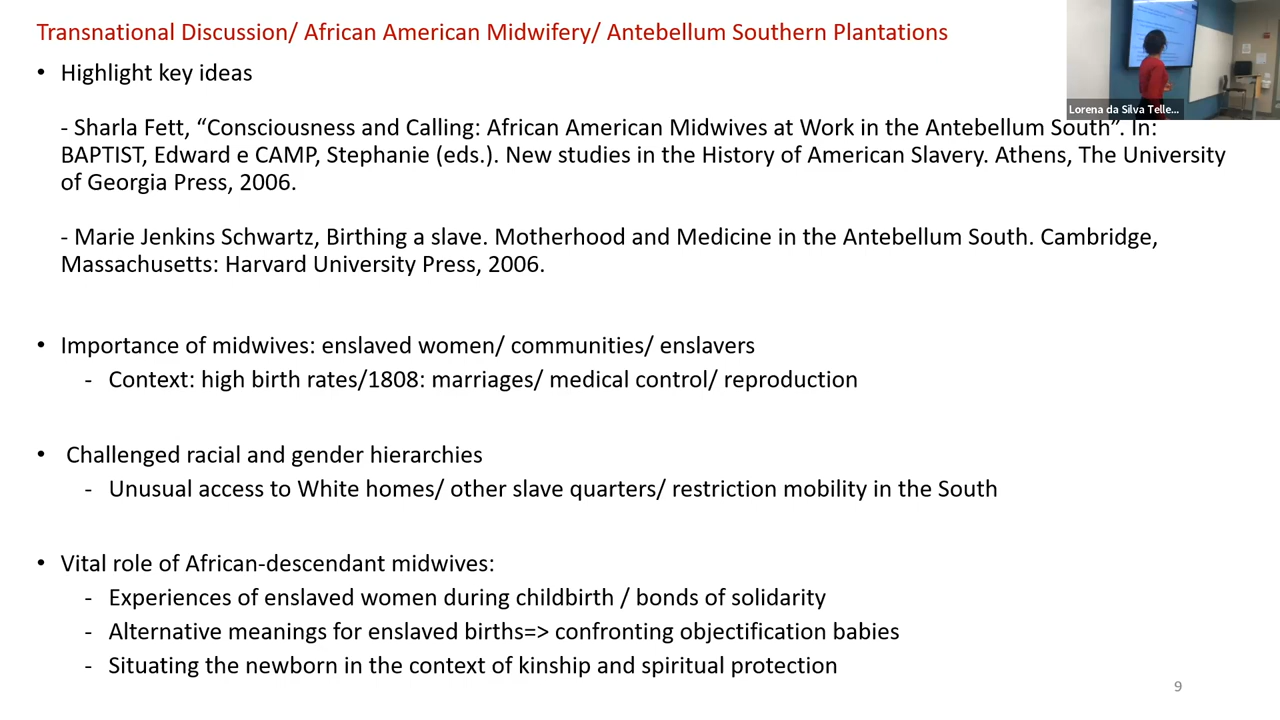 Transnational Discussion/ African American Midwifery/ Antebellum Southern Plantations
• Highlight key ideas
- Sharla Fett, “Consciousness and Calling: African American Midwives at Work in the Antebellum South”. In:
BAPTIST, Edward e CAMP, Stephanie (eds.). New studies in the History of American Slavery. Athens, The University
of Georgia Press, 2006.
- Marie Jenkins Schwartz, Birthing a slave. Motherhood and Medicine in the Antebellum South. Cambridge,
Massachusetts: Harvard University Press, 2006.
• Importance of midwives: enslaved women/ communities/ enslavers
- Context: high birth rates/1808: marriages/ medical control/ reproduction
• Challenged racial and gender hierarchies
- Unusual access to White homes/ other slave quarters/ restriction mobility in the South
• Vital role of African-descendant midwives:
- Experiences of enslaved women during childbirth / bonds of solidarity
- Alternative meanings for enslaved births=> confronting objectification babies
- Situating the newborn in the context of kinship and spiritual protection
9
Lorena da Silva Telle...